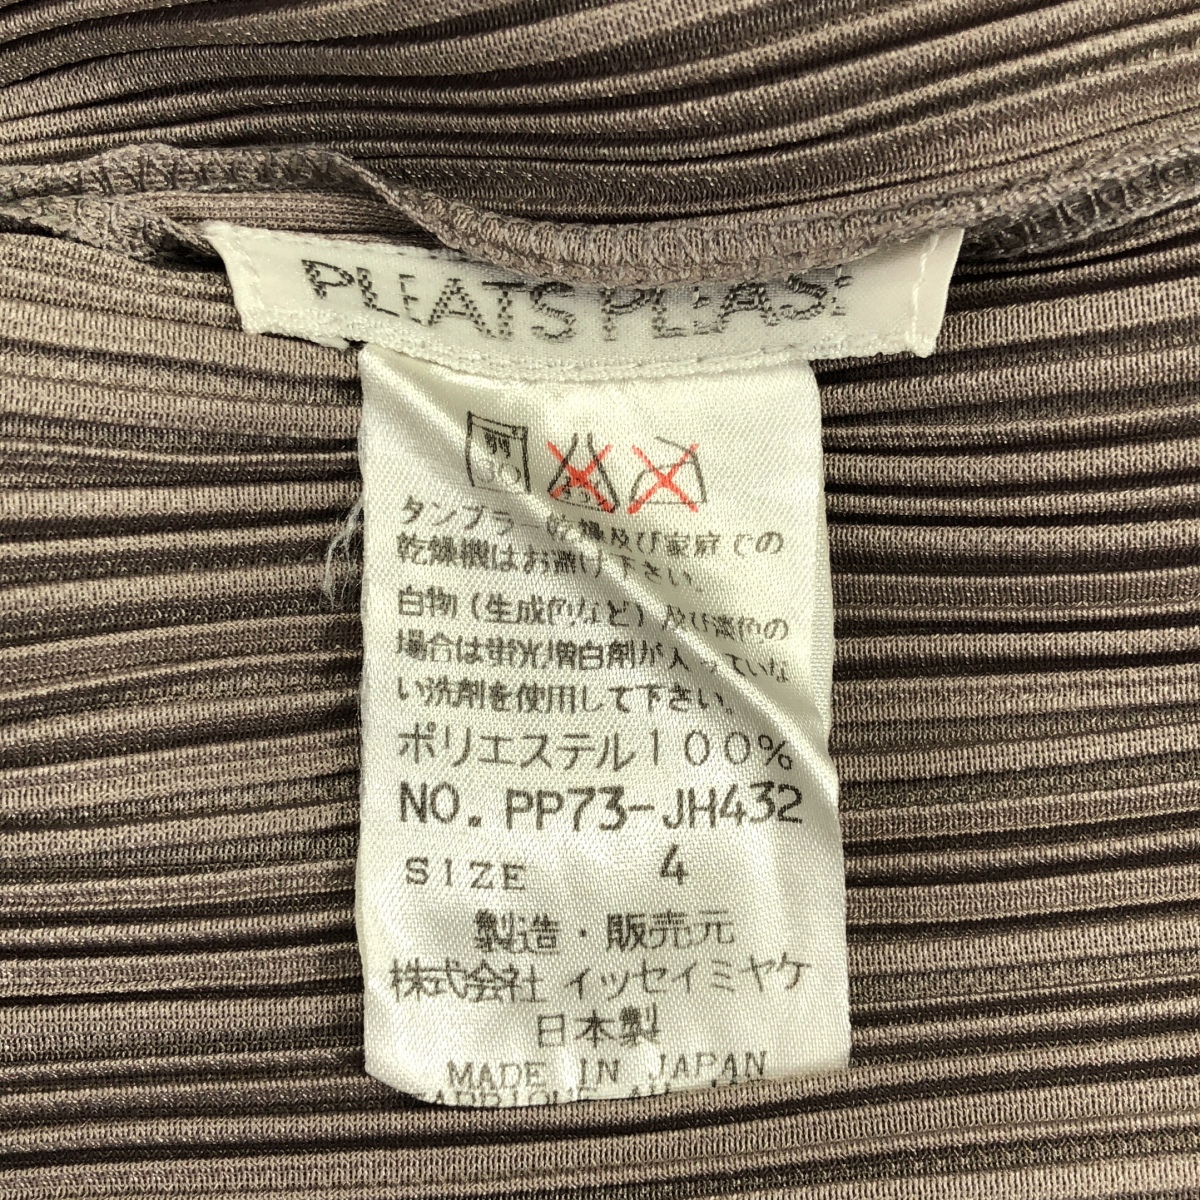 PLEATS PLEASE
タンブラー乾燥及び家庭での
乾燥機はお避け下さい。
白物(生成的など)及び淡色の
場合は蛍光増白剤が入っていな
い洗剤を使用して下さい。
ポリエステル100%
NO. PP73-JH432
SIZE 4
製造・販売元
株式会社 イッセイミヤケ
日本製
MADE IN JAPAN